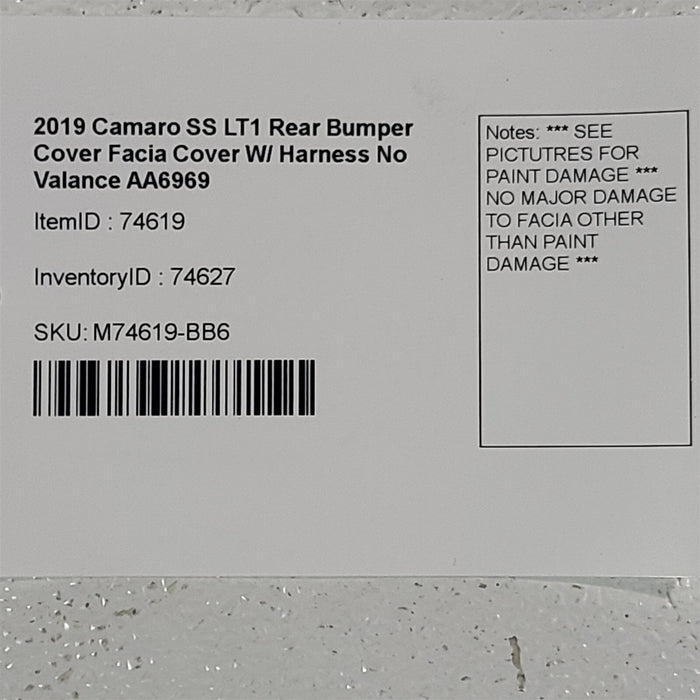 2019 Camaro SS LT1 Rear Bumper
Cover Facia Cover W/ Harness No
Valance AA6969
ItemID : 74619
InventoryID : 74627
SKU: M74619-BB6
Notes: *** SEE
PICTUTRES FOR
PAINT DAMAGE ***
NO MAJOR DAMAGE
TO FACIA OTHER
THAN PAINT
DAMAGE ***